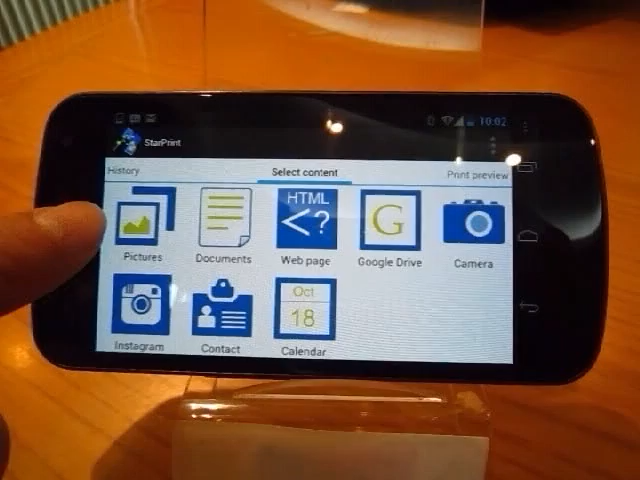 10:02
StarPrint
History
Select content
Print preview
HTML
<?
G
Pictures
Documents
Web page
Google Drive
Camera
Oct
18
Instagram
Contact
Calendar